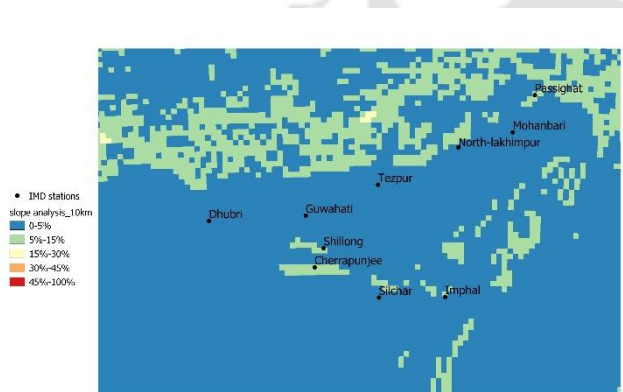 Passighat
Mohanbari
North-lakhimpur
Tezpur
Dhubri
Guwahati
Shillong
Cherrapunjee
Silchar
Imphal
IMD stations
slope analysis_10km
0-5%
5%-15%
15%-30%
30%-45%
45%-100%